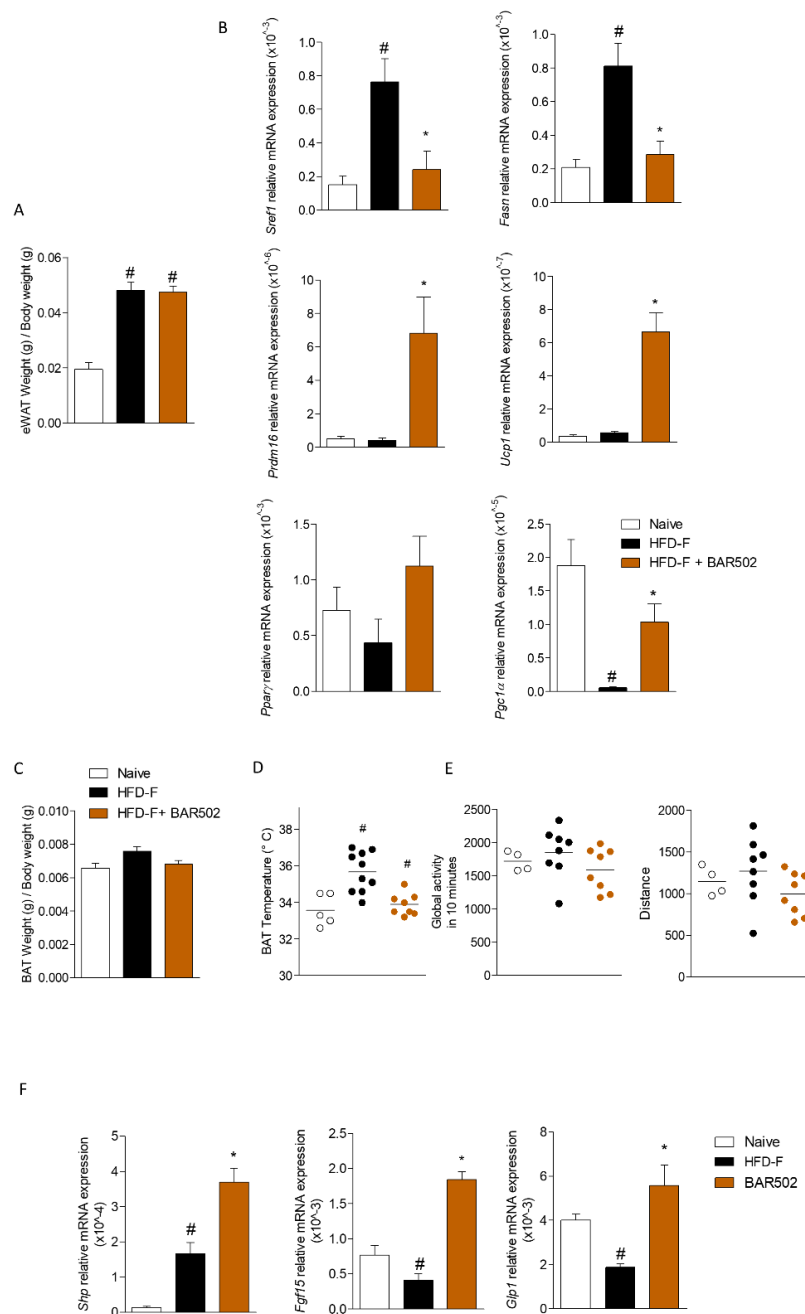 B
Sref1 relative mRNA expression (x10^-3)
1.0
0.8
0.6
0.4
0.2
0.0
#
*
Fasn relative mRNA expression (x10^-3)
1.0
0.8
0.6
0.4
0.2
0.0
#
*
A
eWAT Weight (g) / Body weight (g)
0.06
0.04
0.02
0.00
#
#
Prdm16 relative mRNA expression (x10^-6)
8
6
4
2
0
*
Ucp1 relative mRNA expression (x10^-7)
8
6
4
2
0
*
Pparγ relative mRNA expression (x10^-3)
1.5
1.0
0.5
0.0
Pgc1α relative mRNA expression (x10^-5)
2.5
2.0
1.5
1.0
0.5
0.0
#
*
Naive
HFD-F
HFD-F + BAR502
C
Naive
HFD-F
HFD-F+ BAR502
BAT Weight (g) / Body weight (g)
0.010
0.008
0.006
0.004
0.002
0.000
D
BAT Temperature (° C)
38
36
34
32
30
#
#
E
Global activity
in 10 minutes
2500
2000
1500
1000
500
0
Distance
2000
1500
1000
500
0
F
Shp relative mRNA expression
(x10^-4)
5
4
3
2
1
0
#
*
Fgf15 relative mRNA expression
(x10^-3)
2.5
2.0
1.5
1.0
0.5
0.0
#
*
Glp1 relative mRNA expression
(x10^-3)
8
6
4
2
0
#
*
Naive
HFD-F
BAR502